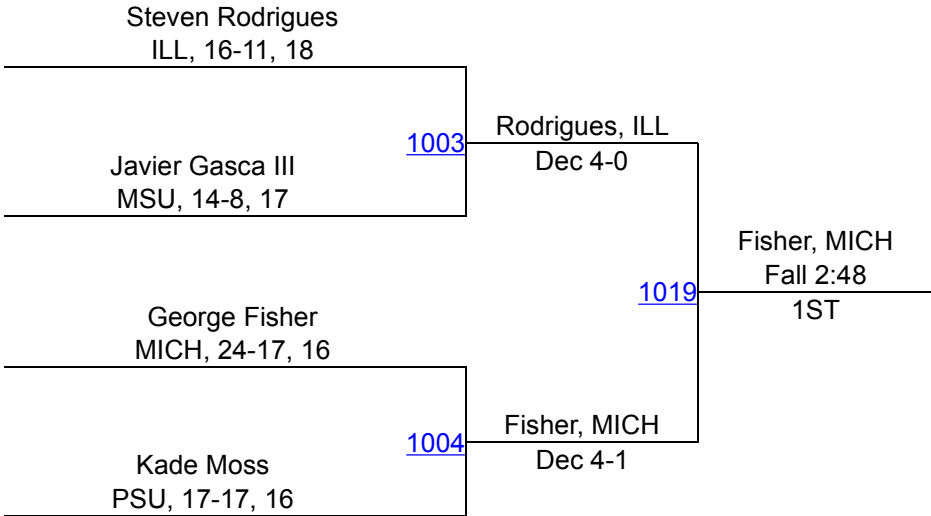 Steven Rodrigues
ILL, 16-11, 18
1003
Rodrigues, ILL
Dec 4-0
Javier Gasca III
MSU, 14-8, 17
Fisher, MICH
Fall 2:48
1019
1ST
George Fisher
MICH, 24-17, 16
1004
Fisher, MICH
Dec 4-1
Kade Moss
PSU, 17-17, 16